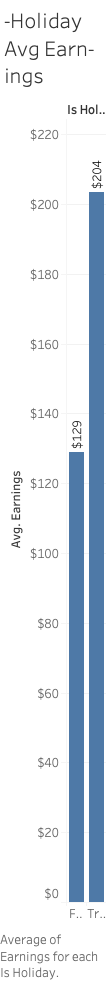 -Holiday
Avg Earn-
ings
Is Hol..
$220
$204
$200
$180
$160
$140
$129
$120
Avg. Earnings
$100
$80
$60
$40
$20
$0
F.. Tr..
Average of
Earnings for each
Is Holiday.